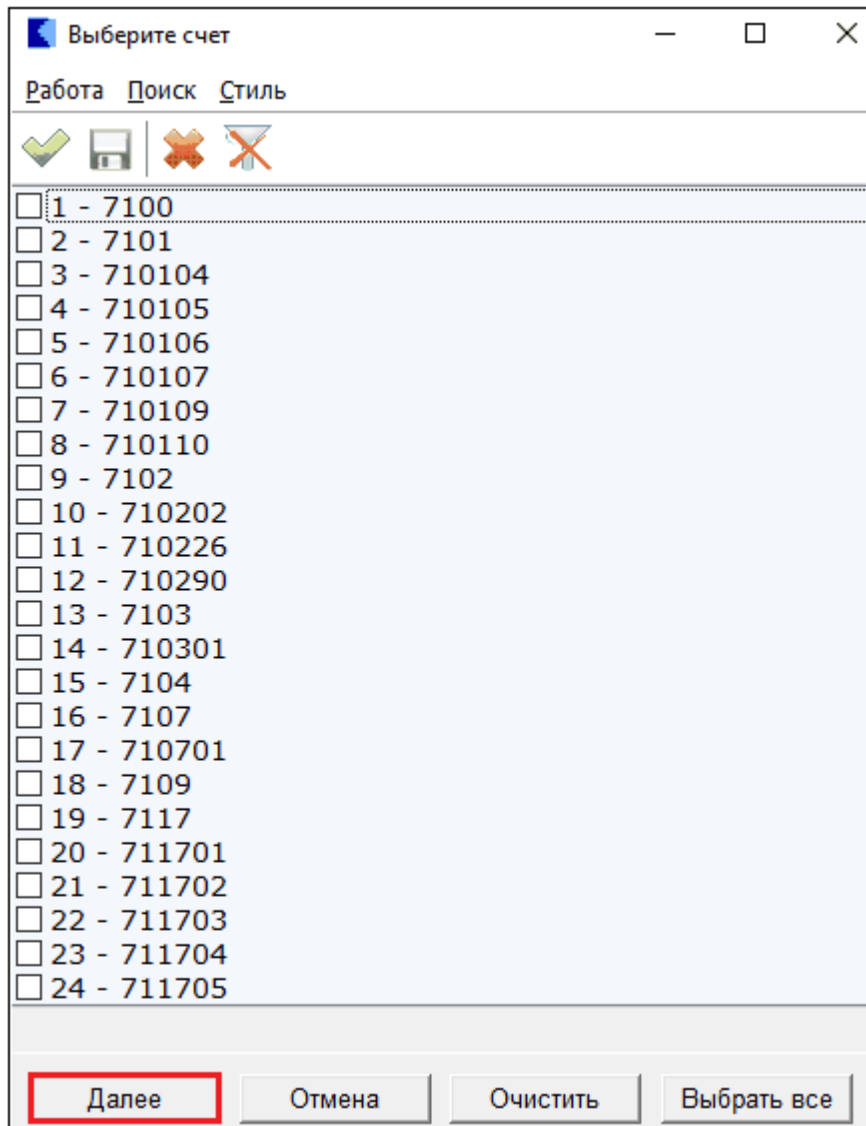 Выберите счет
Работа Поиск Стиль
1 - 7100
2 - 7101
3 - 710104
4 - 710105
5 - 710106
6 - 710107
7 - 710109
8 - 710110
9 - 7102
10 - 710202
11 - 710226
12 - 710290
13 - 7103
14 - 710301
15 - 7104
16 - 7107
17 - 710701
18 - 7109
19 - 7117
20 - 711701
21 - 711702
22 - 711703
23 - 711704
24 - 711705
Далее Отмена Очистить Выбрать все